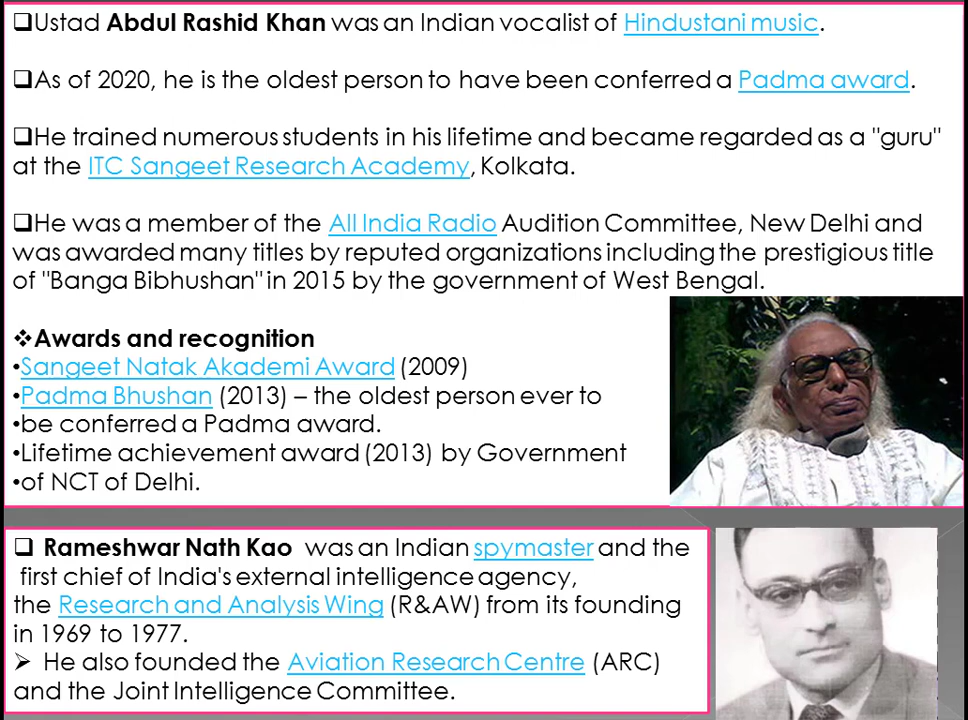 ❑Ustad Abdul Rashid Khan was an Indian vocalist of Hindustani music.
❑As of 2020, he is the oldest person to have been conferred a Padma award.
❑He trained numerous students in his lifetime and became regarded as a "guru"
at the ITC Sangeet Research Academy, Kolkata.
❑He was a member of the All India Radio Audition Committee, New Delhi and
was awarded many titles by reputed organizations including the prestigious title
of "Banga Bibhushan" in 2015 by the government of West Bengal.
❖Awards and recognition
•Sangeet Natak Akademi Award (2009)
•Padma Bhushan (2013) – the oldest person ever to
•be conferred a Padma award.
•Lifetime achievement award (2013) by Government
•of NCT of Delhi.
❑ Rameshwar Nath Kao was an Indian spymaster and the
first chief of India's external intelligence agency,
the Research and Analysis Wing (R&AW) from its founding
in 1969 to 1977.
➢ He also founded the Aviation Research Centre (ARC)
and the Joint Intelligence Committee.